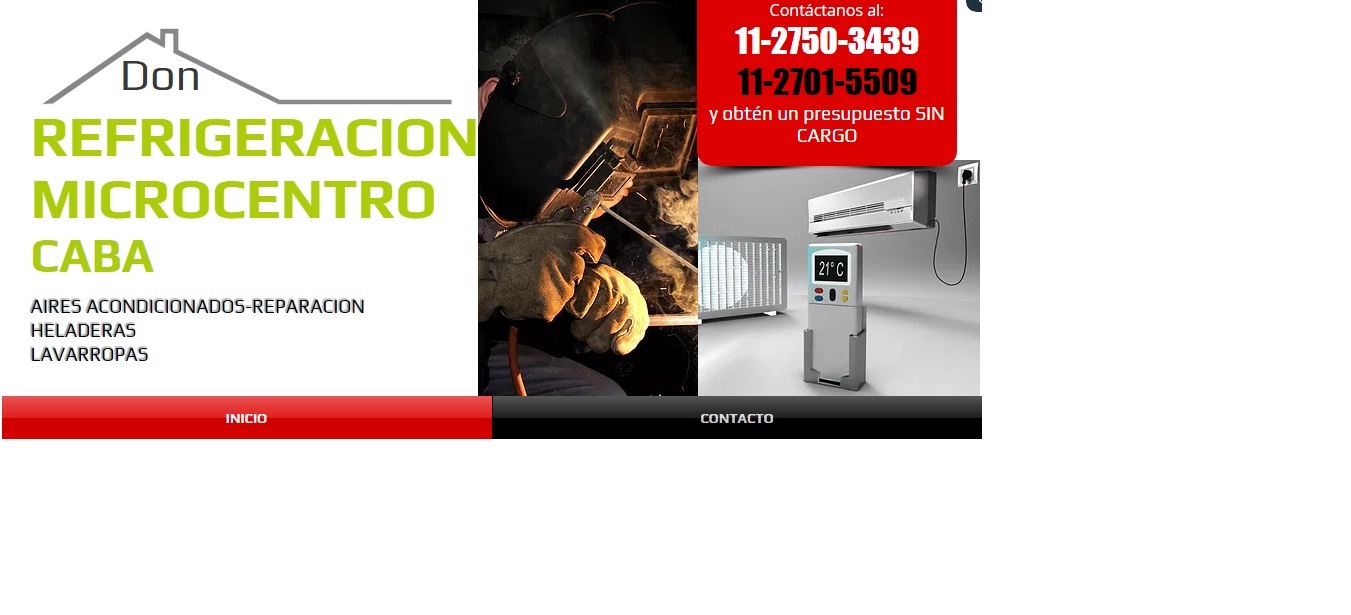 Don
REFRIGERACION
MICROCENTRO
CABA
AIRES ACONDICIONADOS-REPARACION
HELADERAS
LAVARROPAS
Contáctanos al:
11-2750-3439
11-2701-5509
y obtén un presupuesto SIN
CARGO
21°C
INICIO
CONTACTO